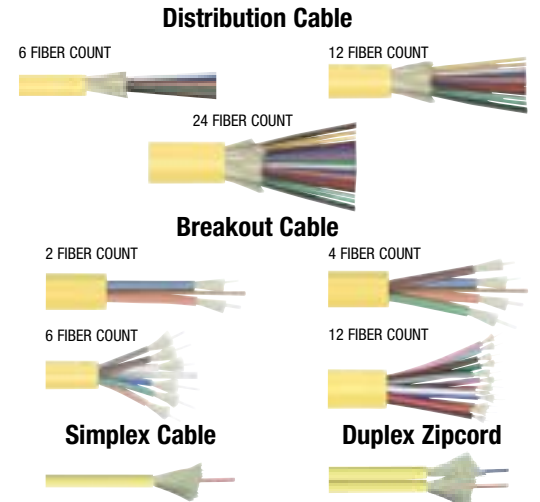 Distribution Cable
6 FIBER COUNT
12 FIBER COUNT
24 FIBER COUNT
Breakout Cable
2 FIBER COUNT
4 FIBER COUNT
6 FIBER COUNT
12 FIBER COUNT
Simplex Cable
Duplex Zipcord